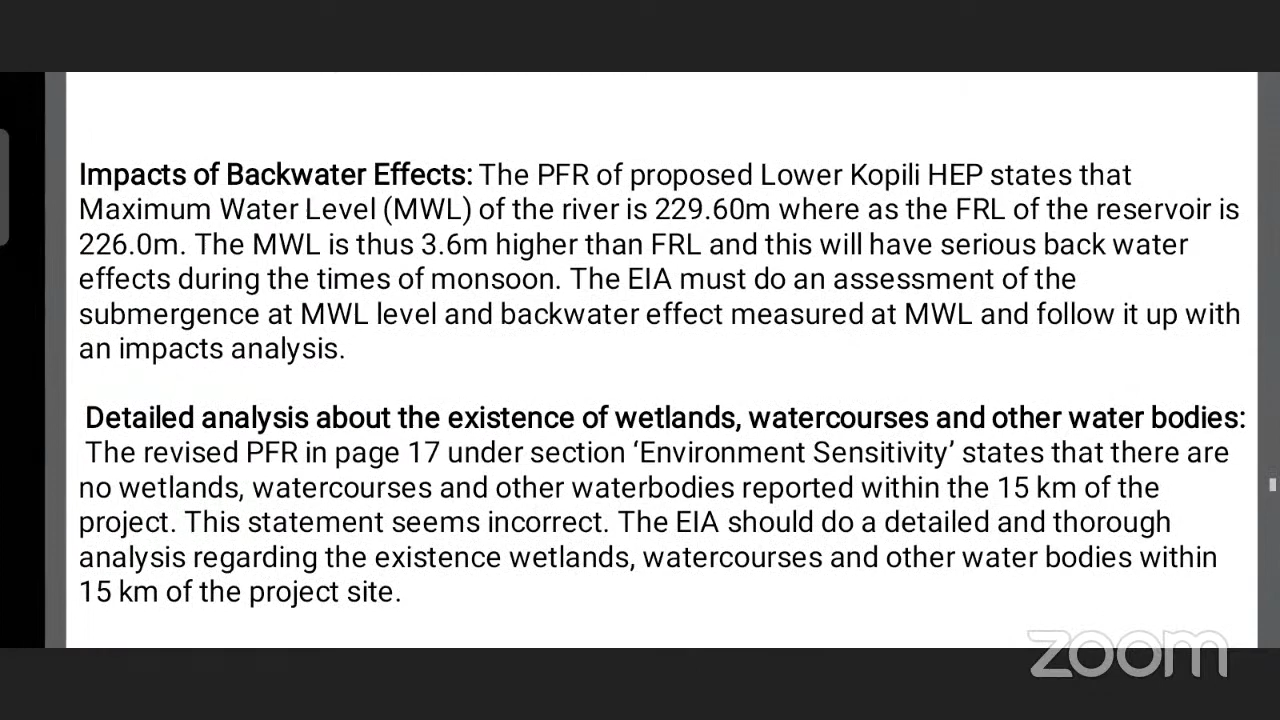 Impacts of Backwater Effects: The PFR of proposed Lower Kopili HEP states that
Maximum Water Level (MWL) of the river is 229.60m where as the FRL of the reservoir is
226.0m. The MWL is thus 3.6m higher than FRL and this will have serious back water
effects during the times of monsoon. The EIA must do an assessment of the
submergence at MWL level and backwater effect measured at MWL and follow it up with
an impacts analysis.
Detailed analysis about the existence of wetlands, watercourses and other water bodies:
The revised PFR in page 17 under section ‘Environment Sensitivity’ states that there are
no wetlands, watercourses and other waterbodies reported within the 15 km of the
project. This statement seems incorrect. The EIA should do a detailed and thorough
analysis regarding the existence wetlands, watercourses and other water bodies within
15 km of the project site.
zoom